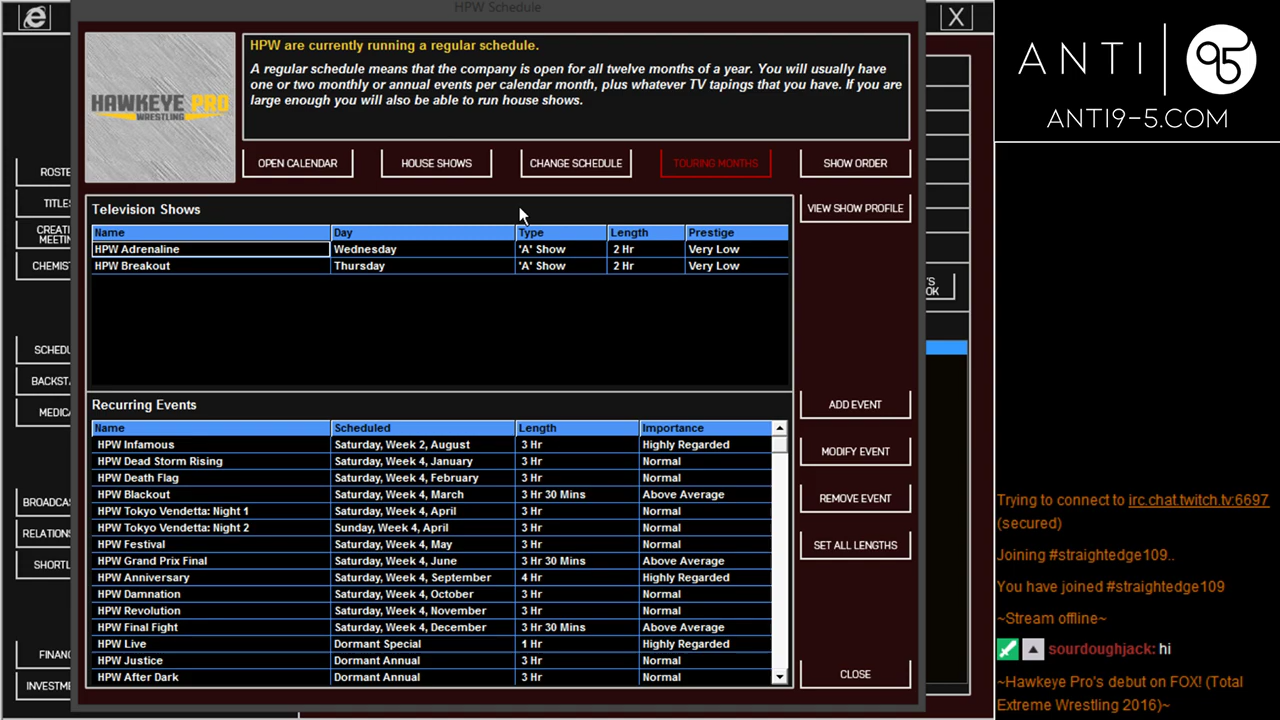 HPW Schedule
X
HAWKEYE PRO
WRESTLING
HPW are currently running a regular schedule.
A regular schedule means that the company is open for all twelve months of a year. You will usually have
one or two monthly or annual events per calendar month, plus whatever TV tapings that you have. If you are
large enough you will also be able to run house shows.
OPEN CALENDAR
HOUSE SHOWS
CHANGE SCHEDULE
TOURING MONTHS
SHOW ORDER
VIEW SHOW PROFILE
Television Shows
Name Day Type Length Prestige
HPW Adrenaline Wednesday 'A' Show 2 Hr Very Low
HPW Breakout Thursday 'A' Show 2 Hr Very Low
Recurring Events
Name Scheduled Length Importance
HPW Infamous Saturday, Week 2, August 3 Hr Highly Regarded
HPW Dead Storm Rising Saturday, Week 4, January 3 Hr Normal
HPW Death Flag Saturday, Week 4, February 3 Hr Normal
HPW Blackout Saturday, Week 4, March 3 Hr 30 Mins Above Average
HPW Tokyo Vendetta: Night 1 Saturday, Week 4, April 3 Hr Normal
HPW Tokyo Vendetta: Night 2 Sunday, Week 4, April 3 Hr Normal
HPW Festival Saturday, Week 4, May 3 Hr Normal
HPW Grand Prix Final Saturday, Week 4, June 3 Hr 30 Mins Above Average
HPW Anniversary Saturday, Week 4, September 4 Hr Highly Regarded
HPW Damnation Saturday, Week 4, October 3 Hr Normal
HPW Revolution Saturday, Week 4, November 3 Hr Normal
HPW Final Fight Saturday, Week 4, December 3 Hr 30 Mins Above Average
HPW Live Dormant Special 1 Hr Highly Regarded
HPW Justice Dormant Annual 3 Hr Normal
HPW After Dark Dormant Annual 3 Hr Normal
ADD EVENT
MODIFY EVENT
REMOVE EVENT
SET ALL LENGTHS
CLOSE
ROSTE
TITLE
CREATI
MEETIN
CHEMIS
SCHEDU
BACKSTA
MEDICA
BROADCAS
RELATIONS
SHORTL
FINANC
INVESTME
'S
OK
ANTI 95
ANTI9-5.COM
Trying to connect to irc.chat.twitch.tv:6697
(secured)
Joining #straightedge109..
You have joined #straightedge109
~Stream offline~
sourdoughjack: hi
~Hawkeye Pro's debut on FOX! (Total
Extreme Wrestling 2016)~